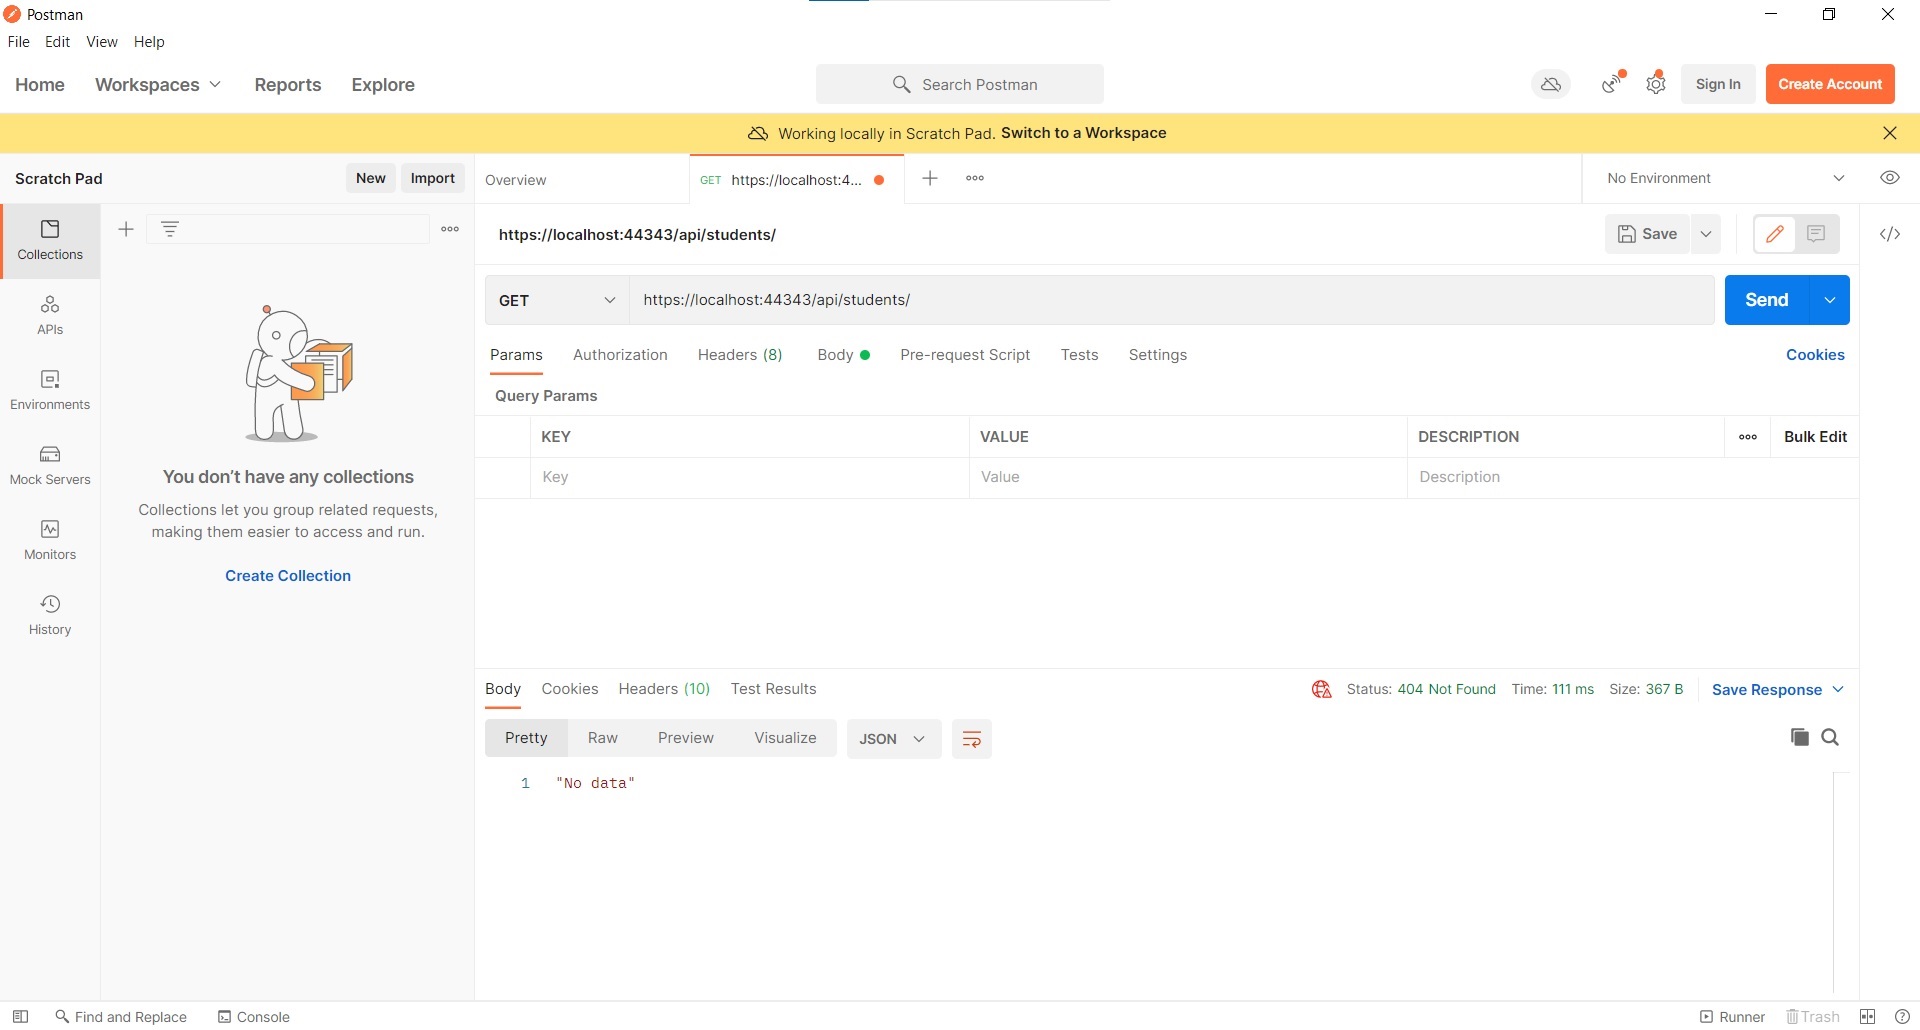 Postman
File Edit View Help
Home Workspaces Reports Explore
Search Postman
Sign In Create Account
Working locally in Scratch Pad. Switch to a Workspace
Scratch Pad New Import
Overview GET https://localhost:4... No Environment
Collections
APIs
Environments
Mock Servers
Monitors
History
You don’t have any collections
Collections let you group related requests,
making them easier to access and run.
Create Collection
https://localhost:44343/api/students/
Save
GET https://localhost:44343/api/students/ Send
Params Authorization Headers (8) Body Pre-request Script Tests Settings Cookies
Query Params
KEY VALUE DESCRIPTION Bulk Edit
Key Value Description
Body Cookies Headers (10) Test Results Status: 404 Not Found Time: 111 ms Size: 367 B Save Response
Pretty Raw Preview Visualize JSON
1 "No data"
Find and Replace Console Runner Trash